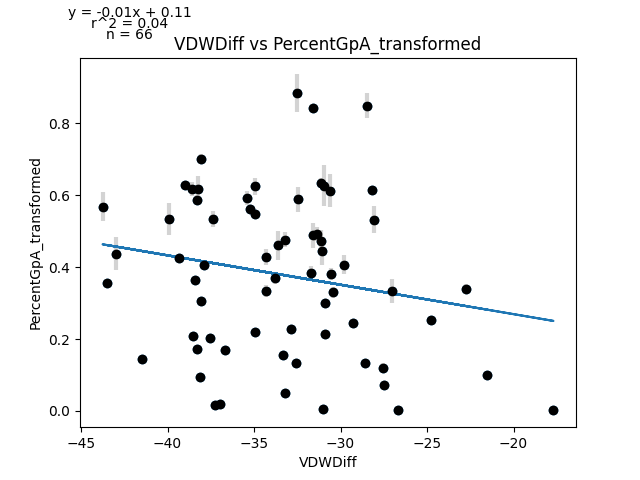 y = -0.01x + 0.11
r^2 = 0.04
n = 66
VDWDiff vs PercentGpA_transformed
PercentGpA_transformed
0.8
0.6
0.4
0.2
0.0
−45 −40 −35 −30 −25 −20
VDWDiff